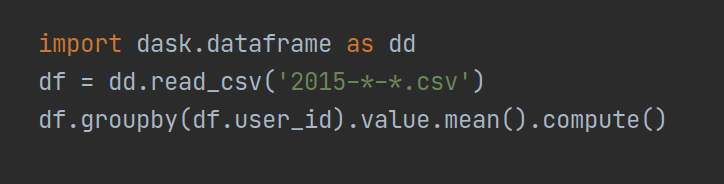 import dask.dataframe as dd
df = dd.read_csv('2015-*-*.csv')
df.groupby(df.user_id).value.mean().compute()